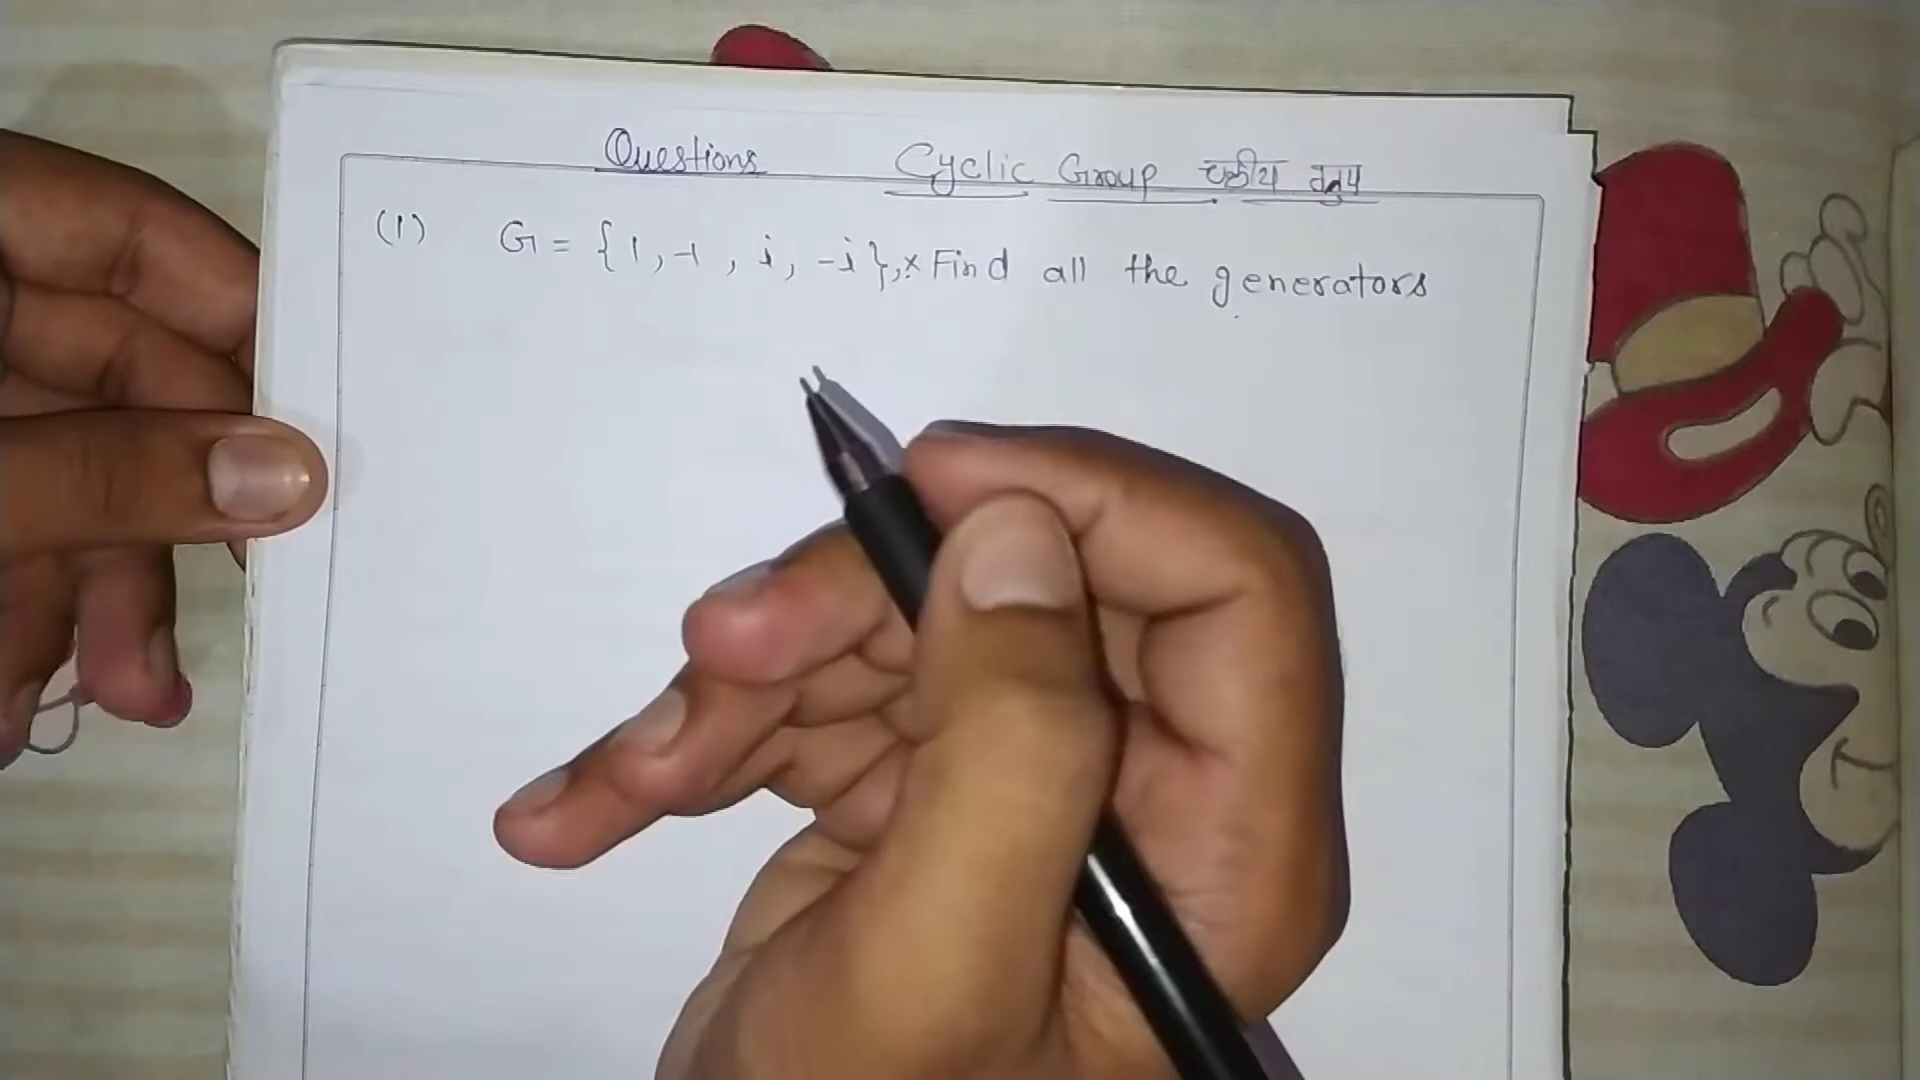 Questions Cyclic Group चक्रीय समूह
(1) G = {1, -1, i, -i}, × Find all the generators